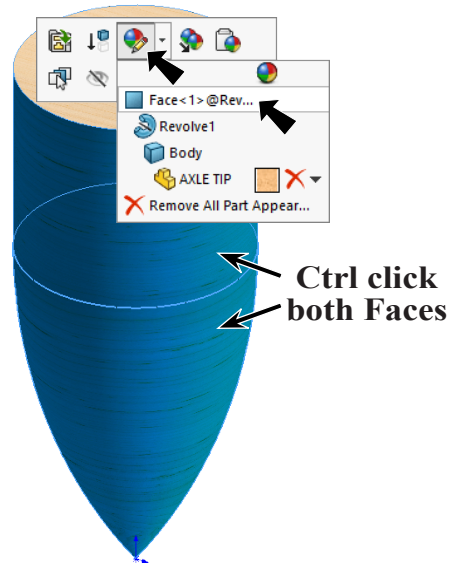 Face<1>@Rev...
Revolve1
Body
AXLE TIP
Remove All Part Appear...
Ctrl click
both Faces